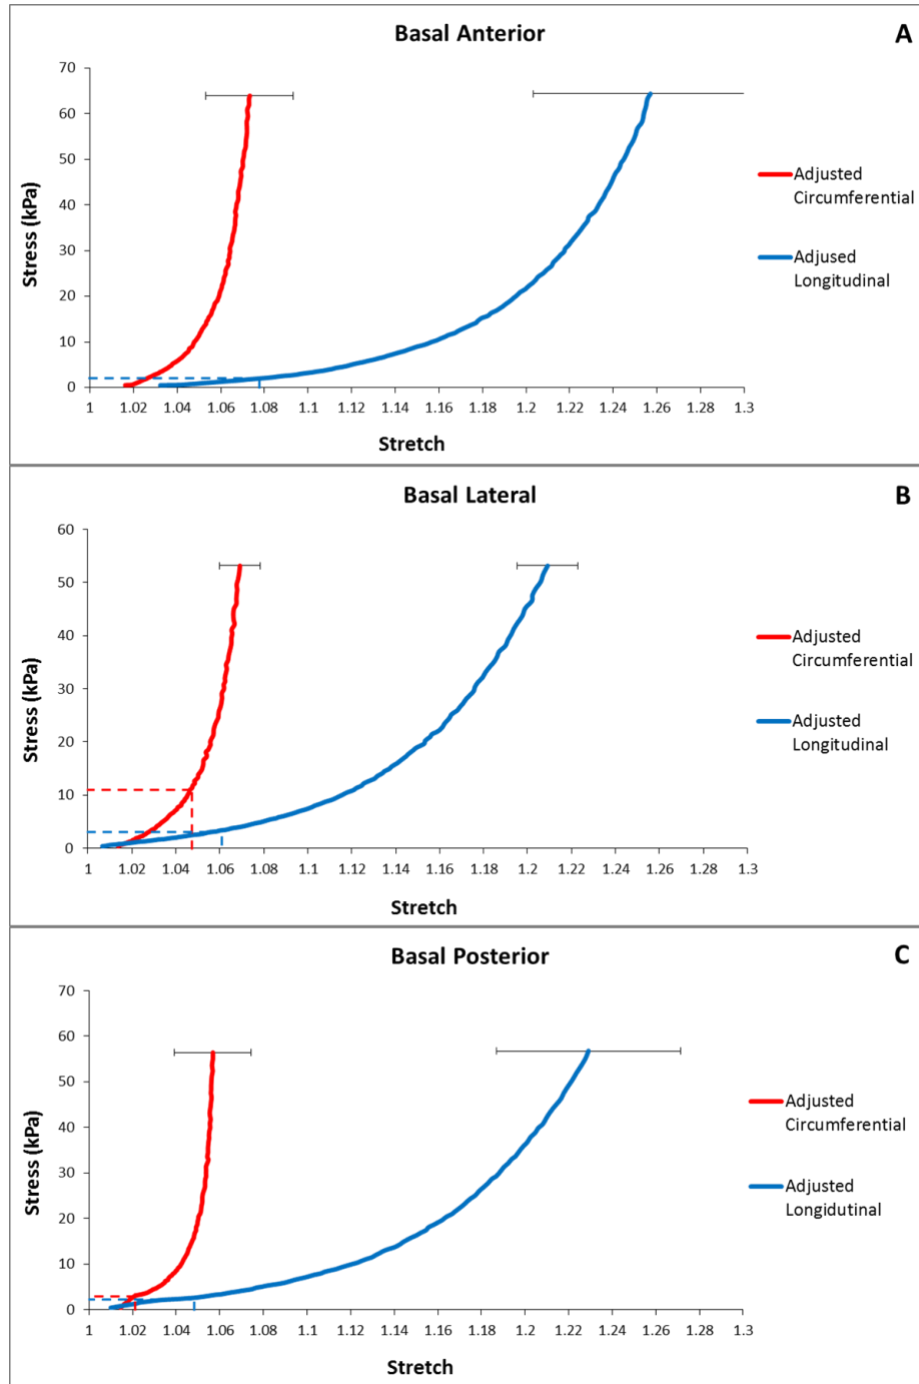 Basal Anterior
A
70
60
50
40
30
20
10
0
Stress (kPa)
1 1.02 1.04 1.06 1.08 1.1 1.12 1.14 1.16 1.18 1.2 1.22 1.24 1.26 1.28 1.3
Stretch
Adjusted
Circumferential
Adjused
Longitudinal
Basal Lateral
B
60
50
40
30
20
10
0
Stress (kPa)
1 1.02 1.04 1.06 1.08 1.1 1.12 1.14 1.16 1.18 1.2 1.22 1.24 1.26 1.28 1.3
Stretch
Adjusted
Circumferential
Adjusted
Longitudinal
Basal Posterior
C
70
60
50
40
30
20
10
0
Stress (kPa)
1 1.02 1.04 1.06 1.08 1.1 1.12 1.14 1.16 1.18 1.2 1.22 1.24 1.26 1.28 1.3
Stretch
Adjusted
Circumferential
Adjusted
Longidutinal